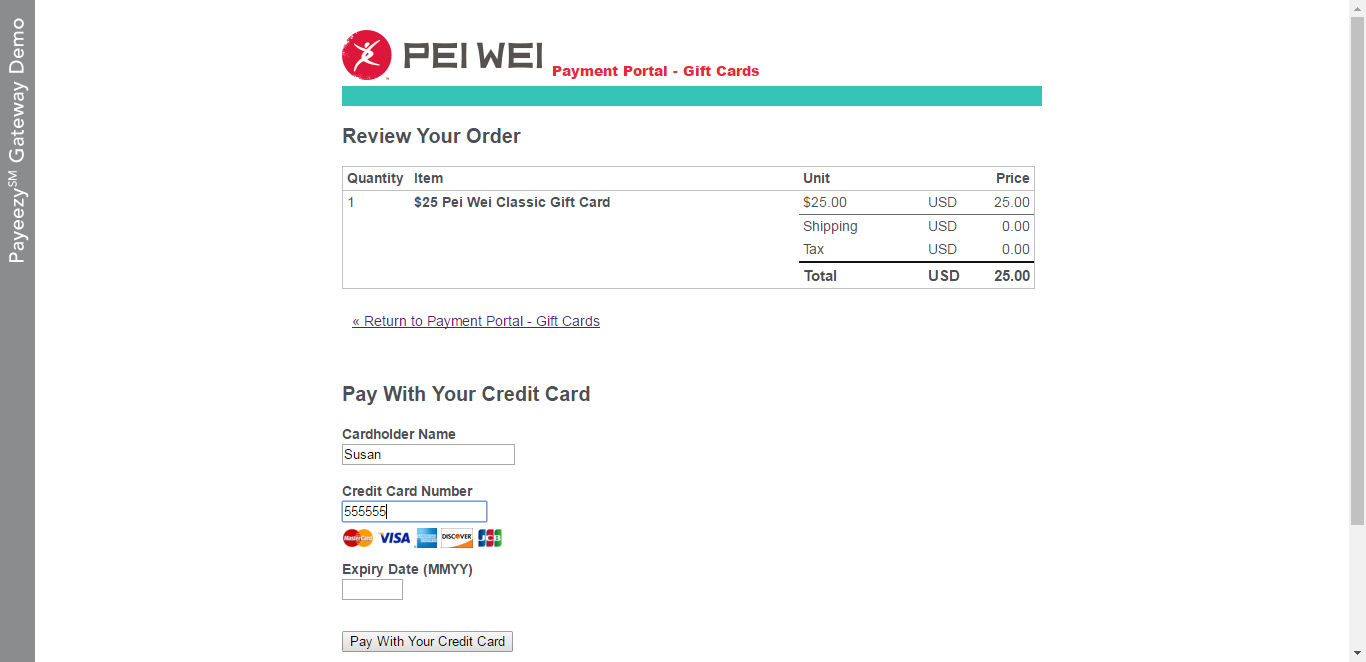 Payeezy℠ Gateway Demo
PEI WEI Payment Portal - Gift Cards
Review Your Order
Quantity Item Unit Price
1 $25 Pei Wei Classic Gift Card $25.00 USD 25.00
Shipping USD 0.00
Tax USD 0.00
Total USD 25.00
« Return to Payment Portal - Gift Cards
Pay With Your Credit Card
Cardholder Name
Susan
Credit Card Number
555555
MasterCard VISA DISCOVER JCB
Expiry Date (MMYY)
Pay With Your Credit Card